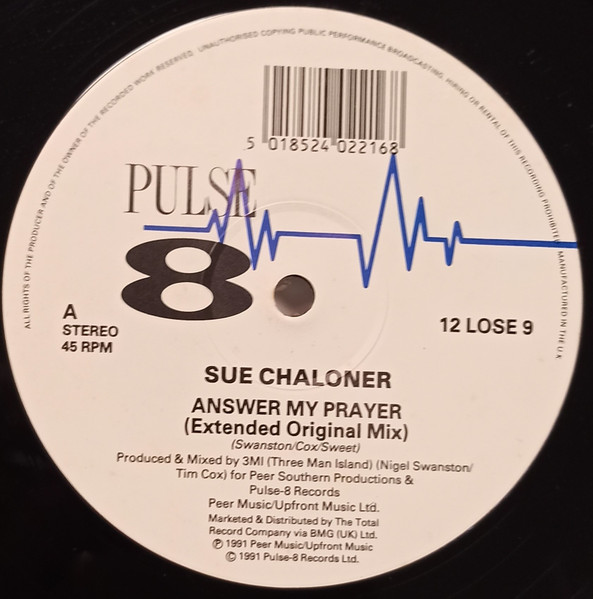 ALL RIGHTS OF THE PRODUCER AND OF THE OWNER OF THE RECORDED WORK RESERVED. UNAUTHORISED COPYING PUBLIC PERFORMANCE BROADCASTING, HIRING OR RENTAL OF THIS RECORDING PROHIBITED. MANUFACTURED IN THE U.K.
5 018524 022168
PULSE
8
A
STEREO
45 RPM
12 LOSE 9
SUE CHALONER
ANSWER MY PRAYER
(Extended Original Mix)
(Swanston/Cox/Sweet)
Produced & Mixed by 3MI (Three Man Island) (Nigel Swanston/
Tim Cox) for Peer Southern Productions &
Pulse-8 Records
Peer Music/Upfront Music Ltd.
Marketed & Distributed by The Total
Record Company via BMG (UK) Ltd.
℗ 1991 Peer Music/Upfront Music
© 1991 Pulse-8 Records Ltd.